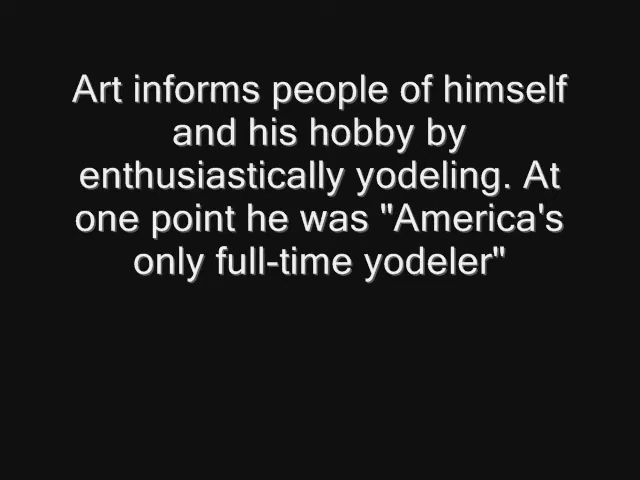 Art informs people of himself
and his hobby by
enthusiastically yodeling. At
one point he was "America's
only full-time yodeler"